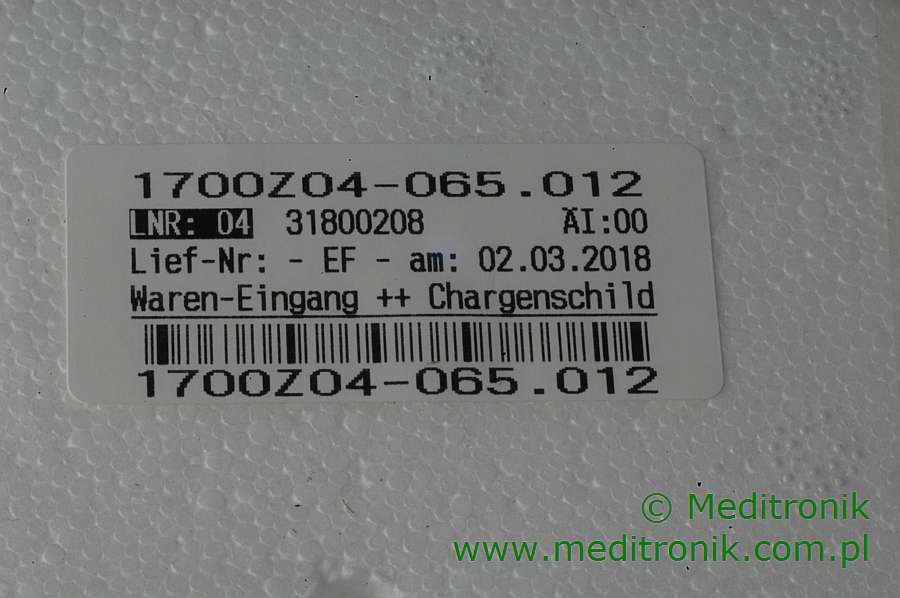 1700Z04-065.012
LNR: 04 31800208 ÄI:00
Lief-Nr: - EF - am: 02.03.2018
Waren-Eingang ++ Chargenschild
1700Z04-065.012
© Meditronik
www.meditronik.com.pl